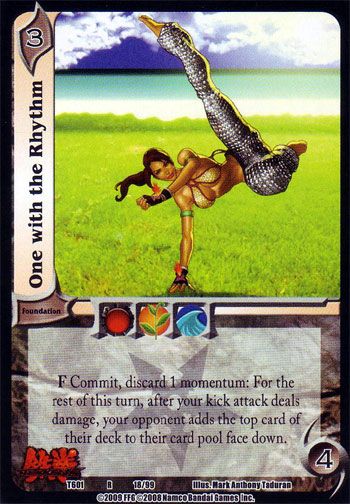 3
One with the Rhythm
Foundation
F Commit, discard 1 momentum: For the
rest of this turn, after your kick attack deals
damage, your opponent adds the top card of
their deck to their card pool face down.
4
T601 R 18/99 Illus. Mark Anthony Taduran
©2009 FFG ©2008 Namco Bandai Games Inc.